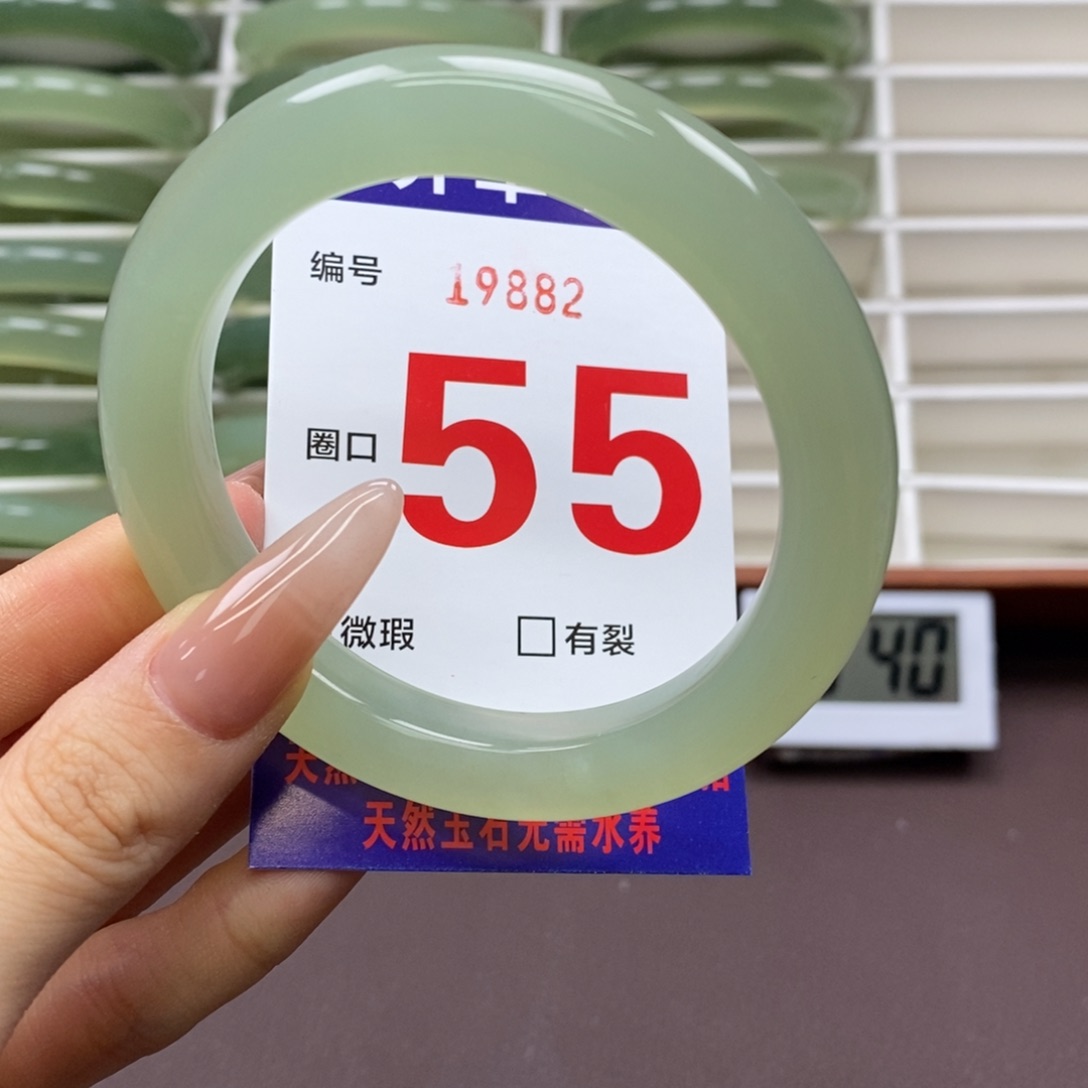 编号 19882
圈口 55
微瑕 有裂
天然玉石无需水养
40